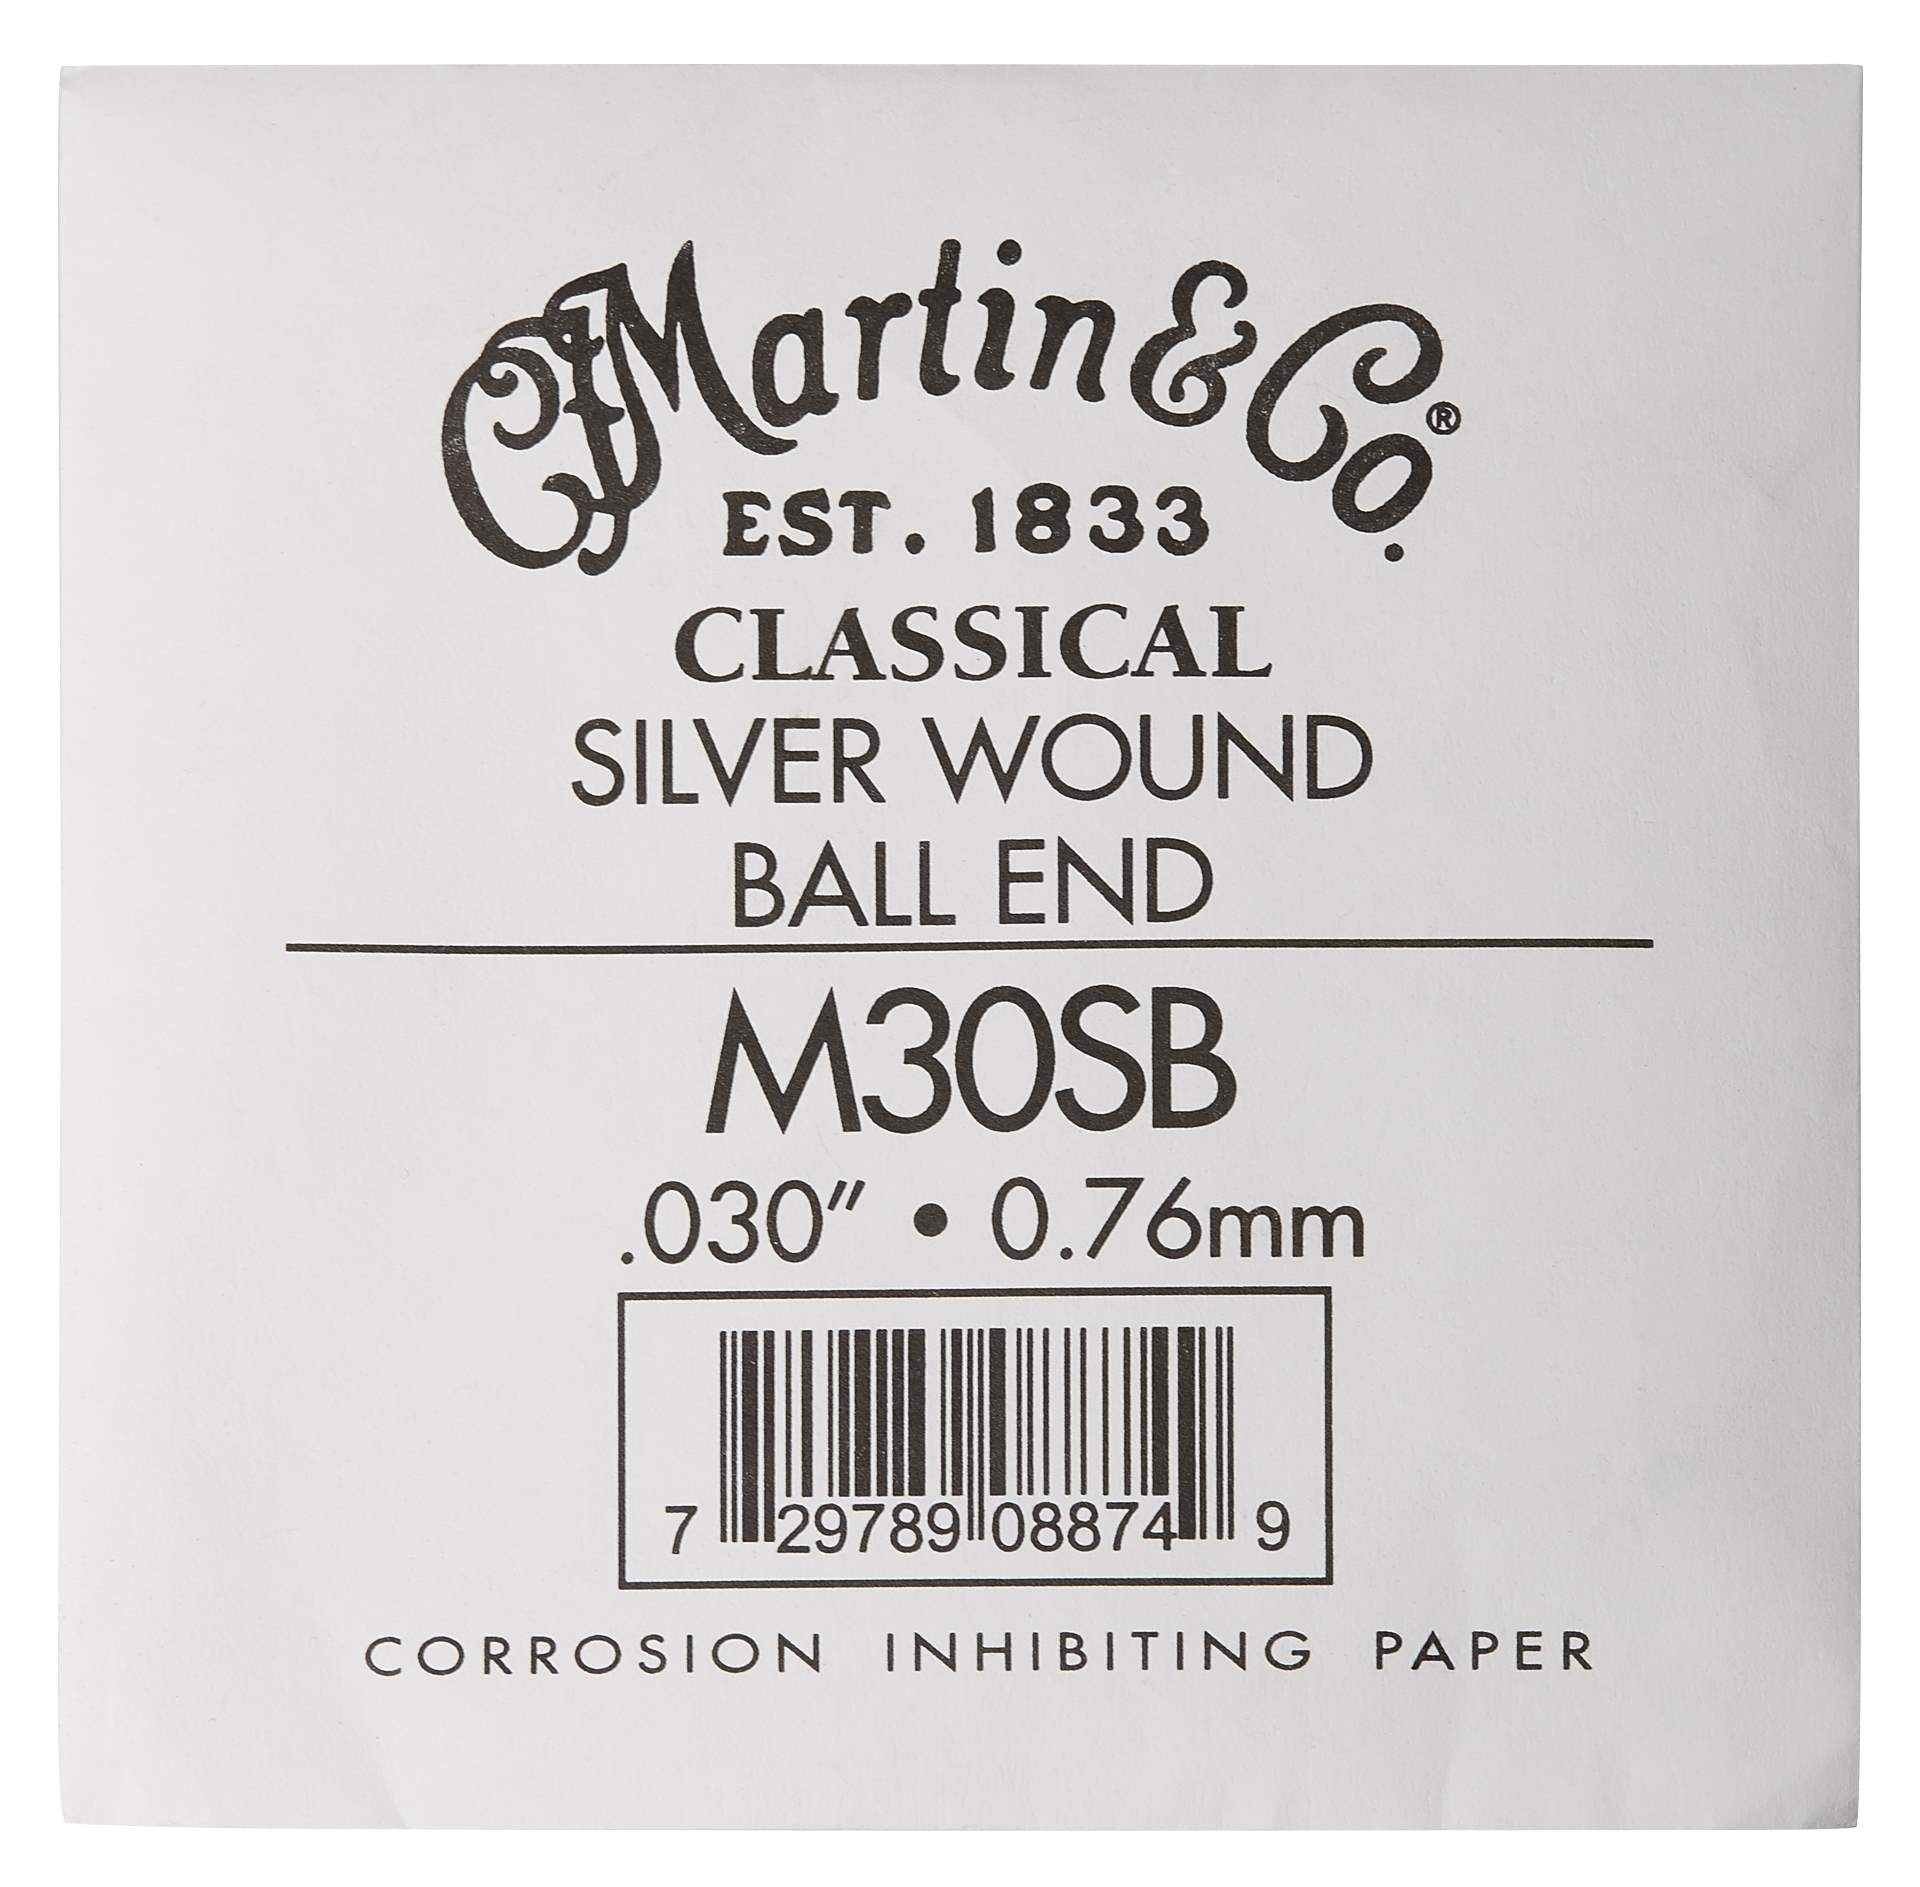 CFMartin & Co.®
EST. 1833
CLASSICAL
SILVER WOUND
BALL END
M30SB
.030" • 0.76mm
7 29789 08874 9
CORROSION INHIBITING PAPER